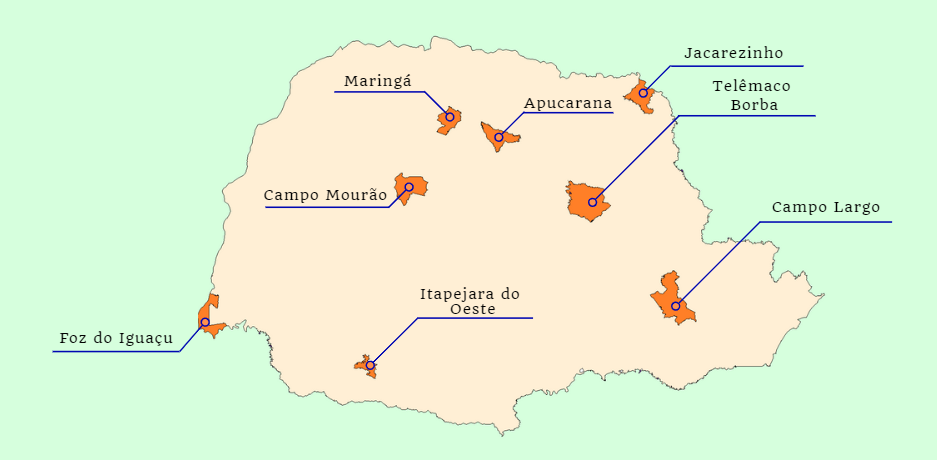 Jacarezinho
Maringá
Telêmaco
Borba
Apucarana
Campo Mourão
Campo Largo
Itapejara do
Oeste
Foz do Iguaçu